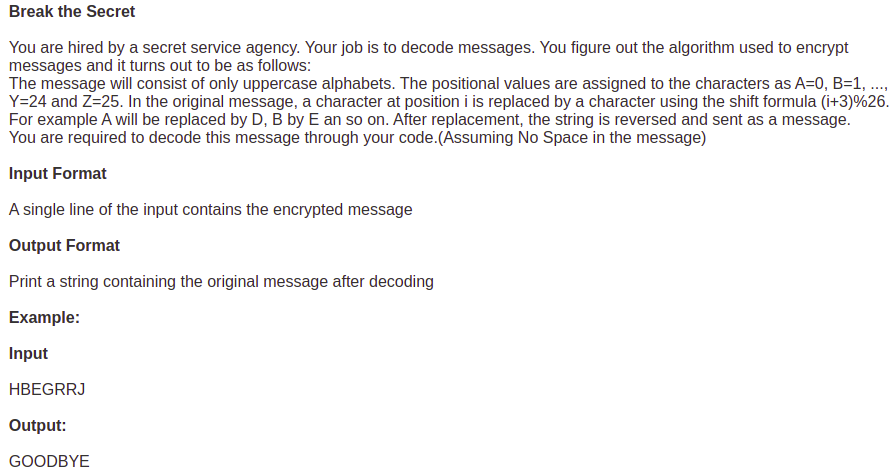 Break the Secret
You are hired by a secret service agency. Your job is to decode messages. You figure out the algorithm used to encrypt
messages and it turns out to be as follows:
The message will consist of only uppercase alphabets. The positional values are assigned to the characters as A=0, B=1, ...,
Y=24 and Z=25. In the original message, a character at position i is replaced by a character using the shift formula (i+3)%26.
For example A will be replaced by D, B by E an so on. After replacement, the string is reversed and sent as a message.
You are required to decode this message through your code.(Assuming No Space in the message)
Input Format
A single line of the input contains the encrypted message
Output Format
Print a string containing the original message after decoding
Example:
Input
HBEGRRJ
Output:
GOODBYE